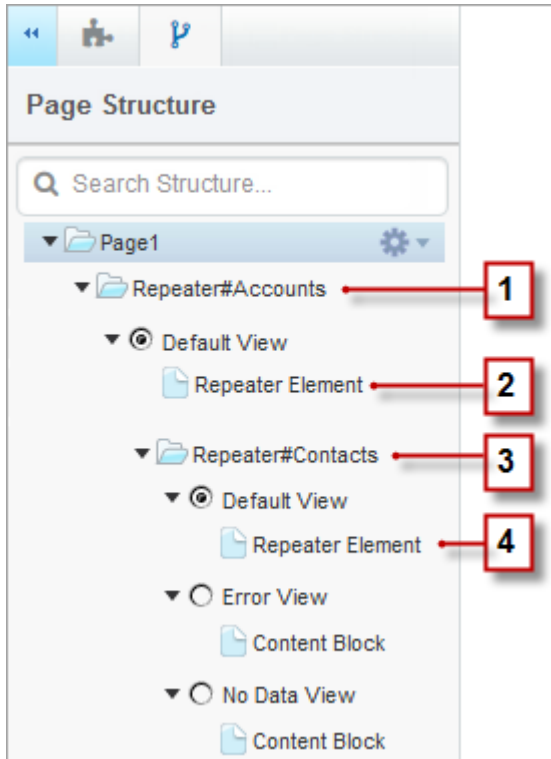 Page Structure
Search Structure...
Page1
Repeater#Accounts
1
Default View
Repeater Element
2
Repeater#Contacts
3
Default View
Repeater Element
4
Error View
Content Block
No Data View
Content Block